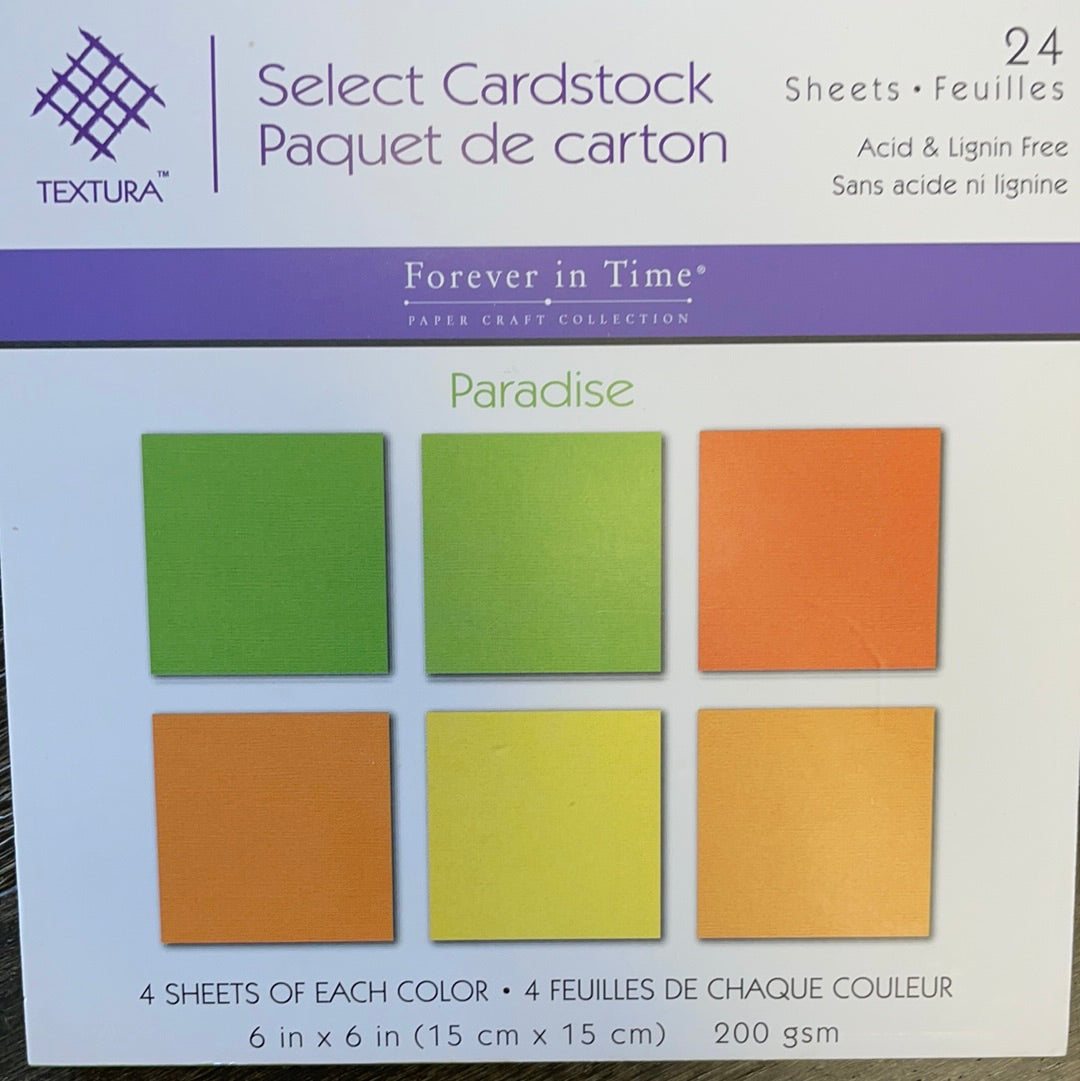 TEXTURA™
Select Cardstock
Paquet de carton
24
Sheets • Feuilles
Acid & Lignin Free
Sans acide ni lignine
Forever in Time®
PAPER CRAFT COLLECTION
Paradise
4 SHEETS OF EACH COLOR • 4 FEUILLES DE CHAQUE COULEUR
6 in x 6 in (15 cm x 15 cm) 200 gsm